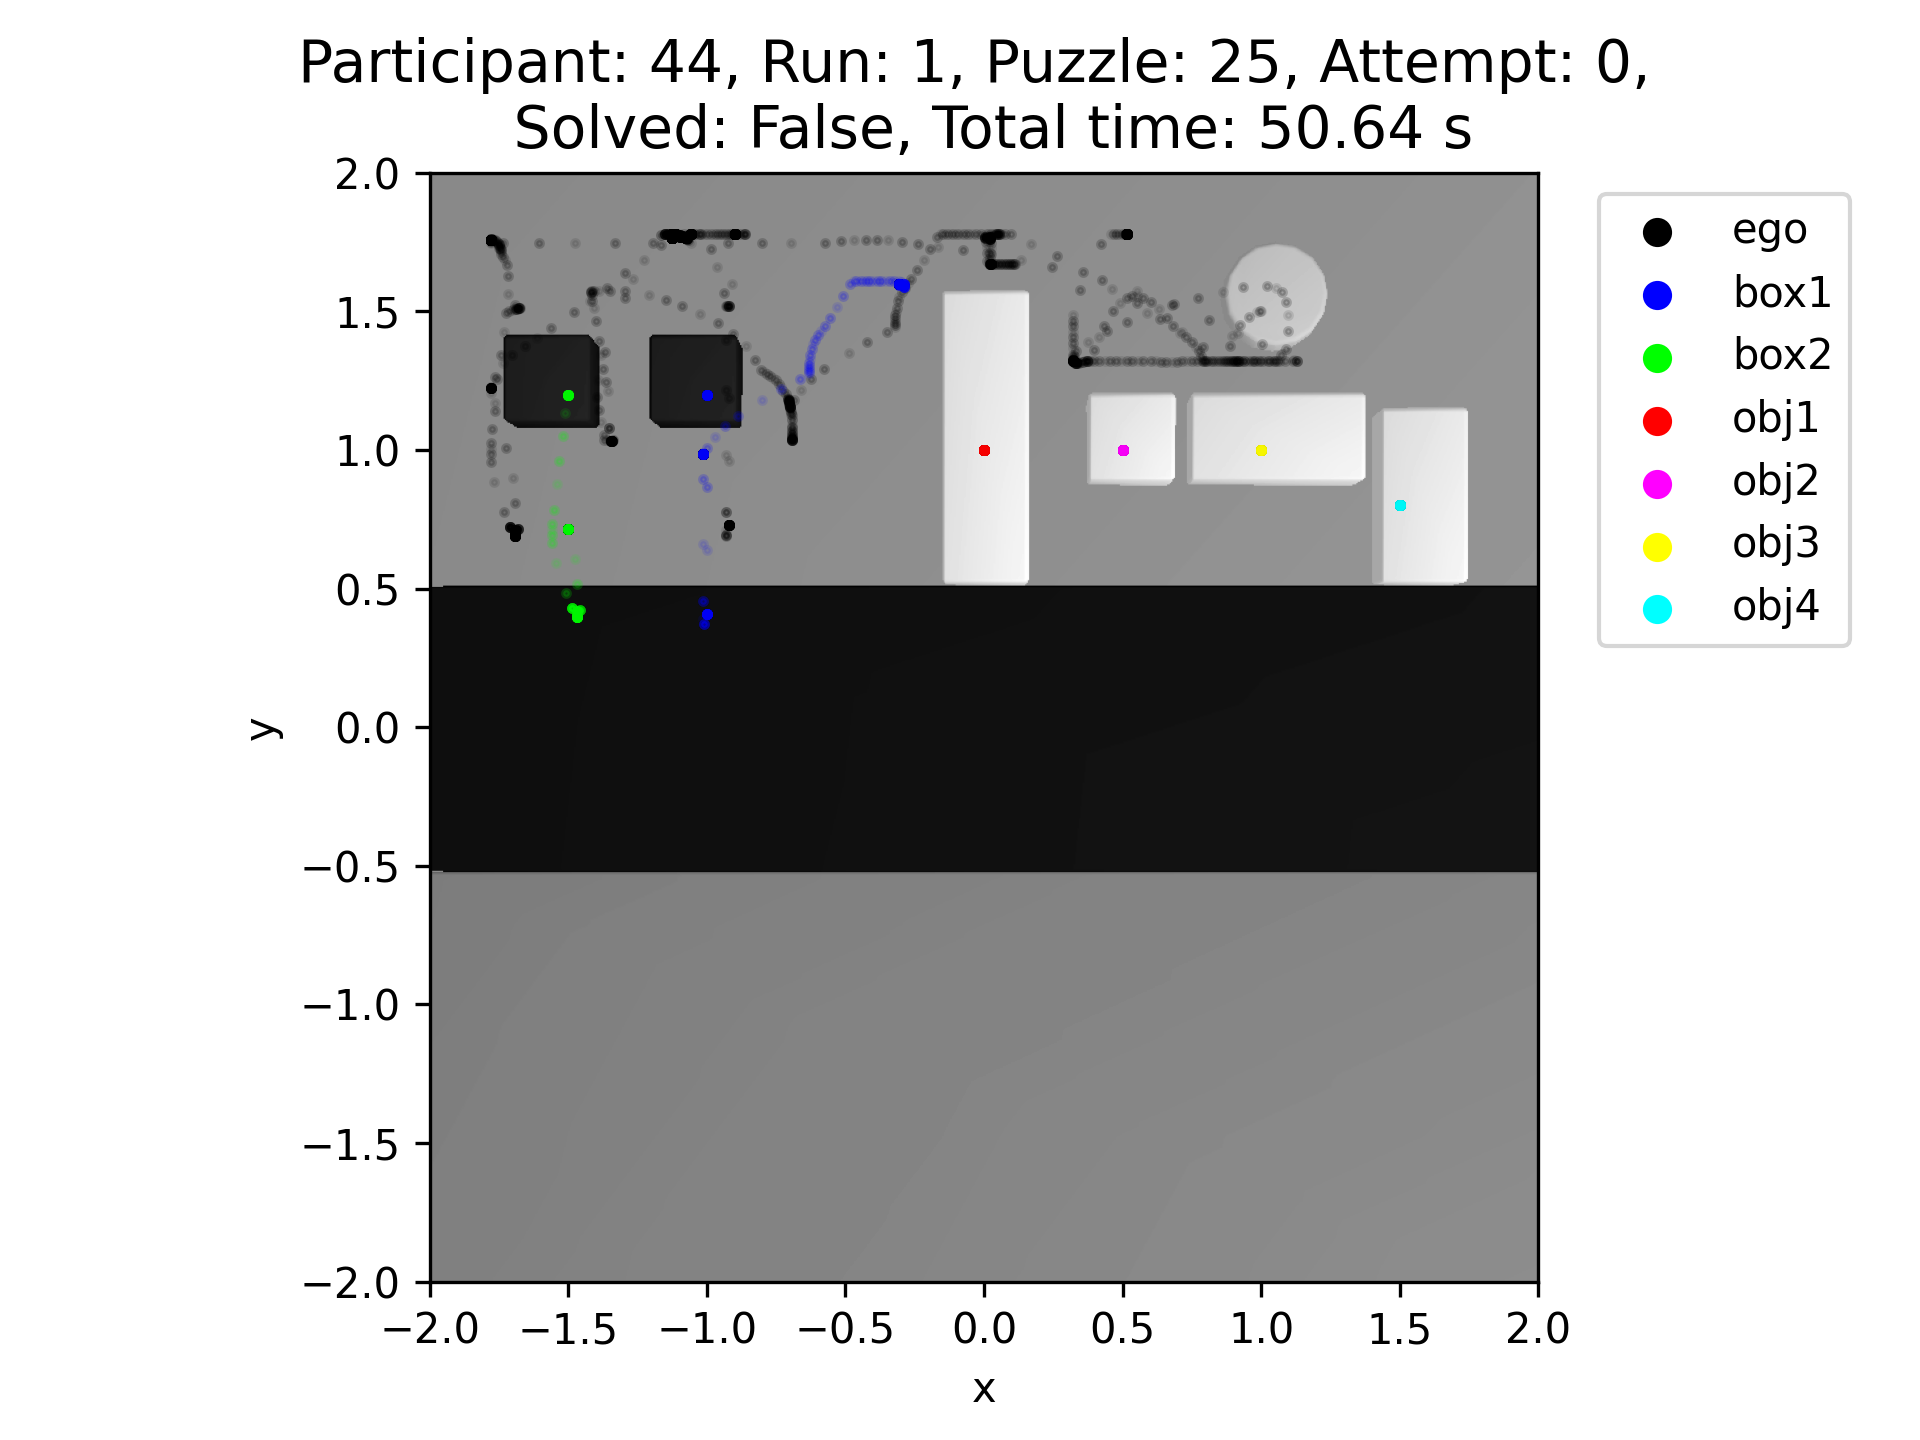 Participant: 44, Run: 1, Puzzle: 25, Attempt: 0,
Solved: False, Total time: 50.64 s
2.0
1.5
1.0
0.5
0.0
−0.5
−1.0
−1.5
−2.0
y
−2.0 −1.5 −1.0 −0.5 0.0 0.5 1.0 1.5 2.0
x
ego
box1
box2
obj1
obj2
obj3
obj4